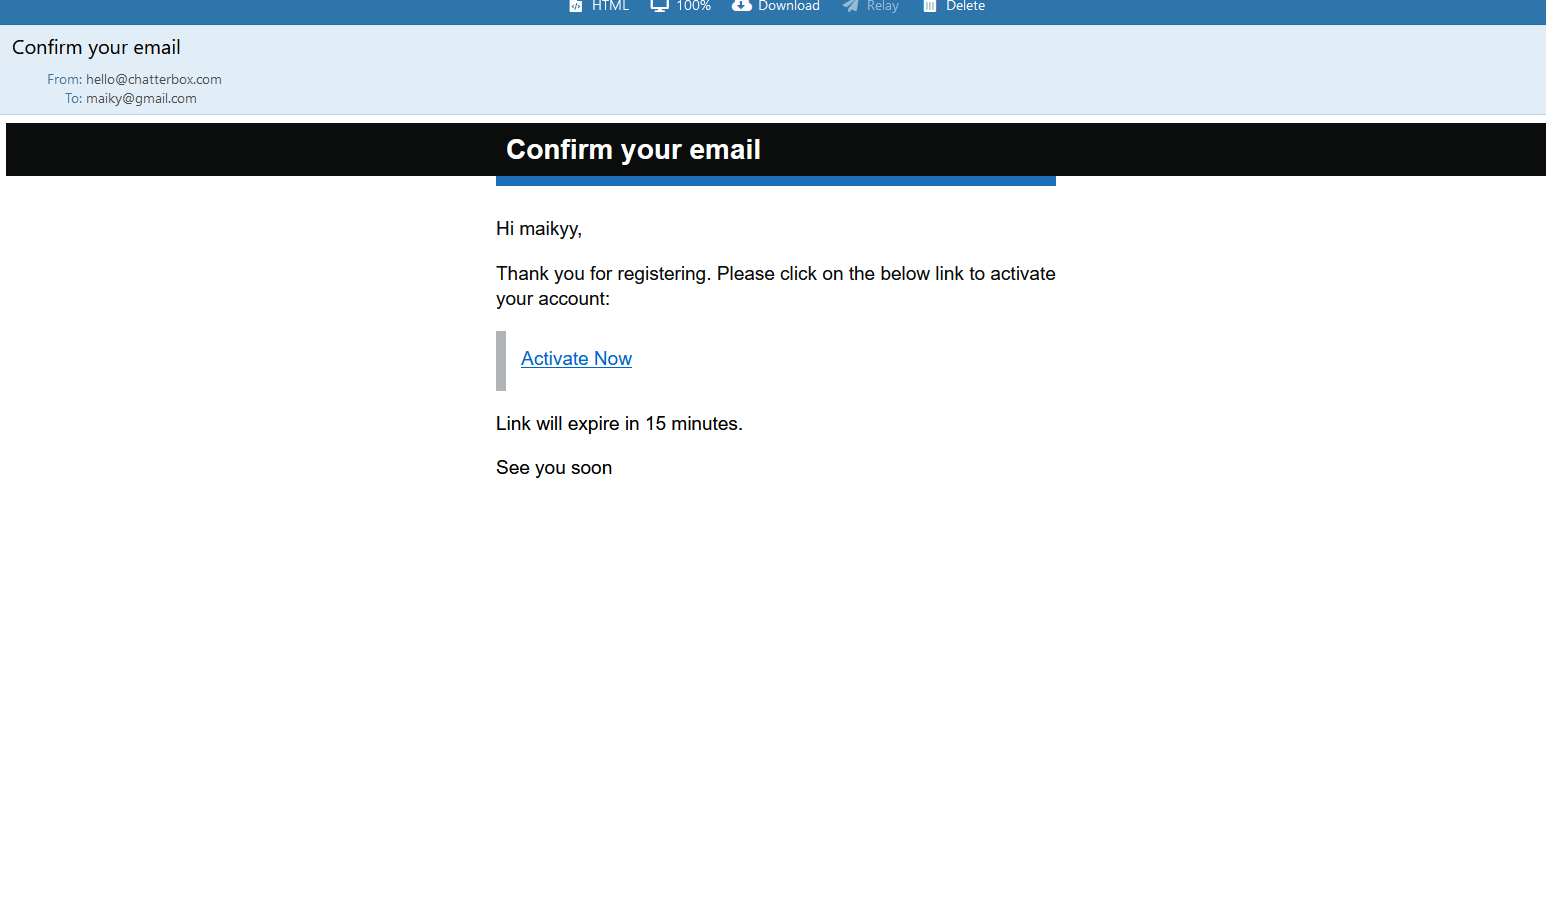 HTML 100% Download Relay Delete
Confirm your email
From: hello@chatterbox.com
To: maiky@gmail.com
Confirm your email
Hi maikyy,
Thank you for registering. Please click on the below link to activate
your account:
Activate Now
Link will expire in 15 minutes.
See you soon